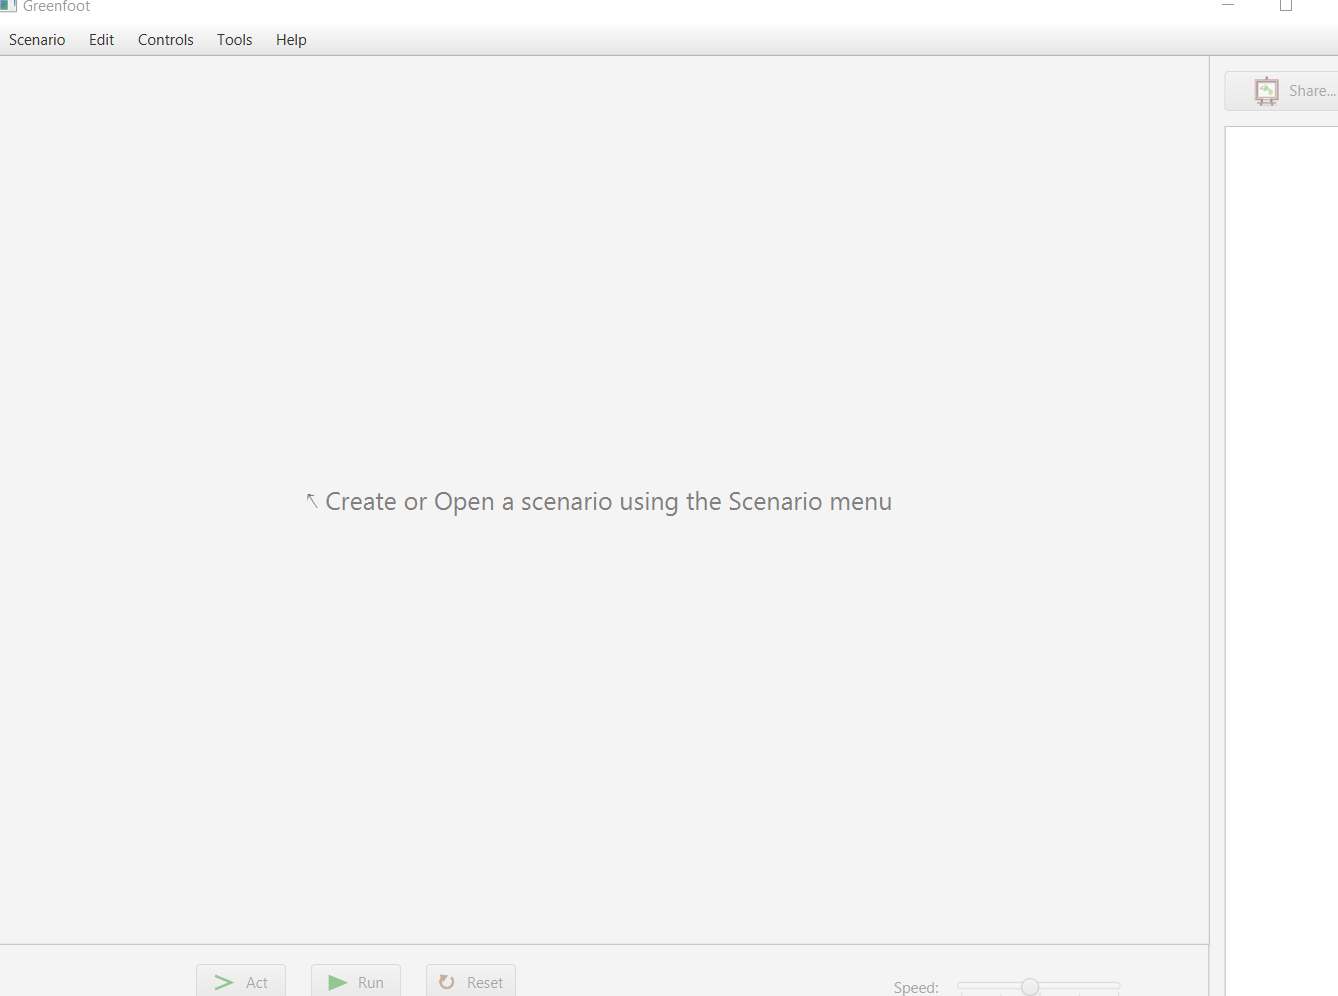 Greenfoot
Scenario Edit Controls Tools Help
Share...
Create or Open a scenario using the Scenario menu
Act Run Reset Speed: